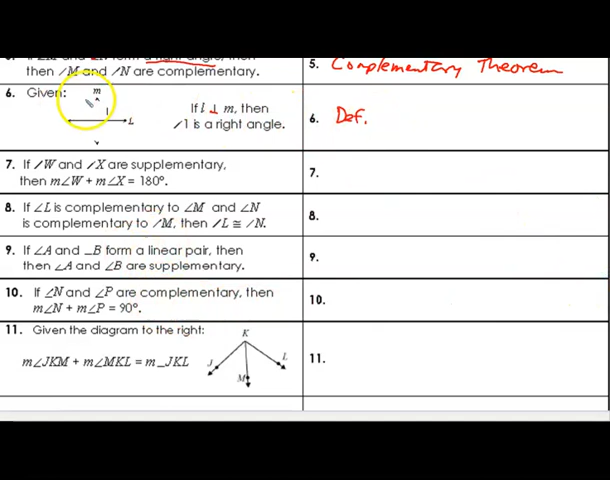 then ∠M and ∠N are complementary.
5. Complementary Theorem
6. Given:
m
1
L
If l ⊥ m, then
∠1 is a right angle.
6. Def.
7. If ∠W and ∠X are supplementary,
then m∠W + m∠X = 180°.
7.
8. If ∠L is complementary to ∠M and ∠N
is complementary to ∠M, then ∠L ≅ ∠N.
8.
9. If ∠A and _B form a linear pair, then
then ∠A and ∠B are supplementary.
9.
10. If ∠N and ∠P are complementary, then
m∠N + m∠P = 90°.
10.
11. Given the diagram to the right:
K
m∠JKM + m∠MKL = m_JKL
J
L
M
11.